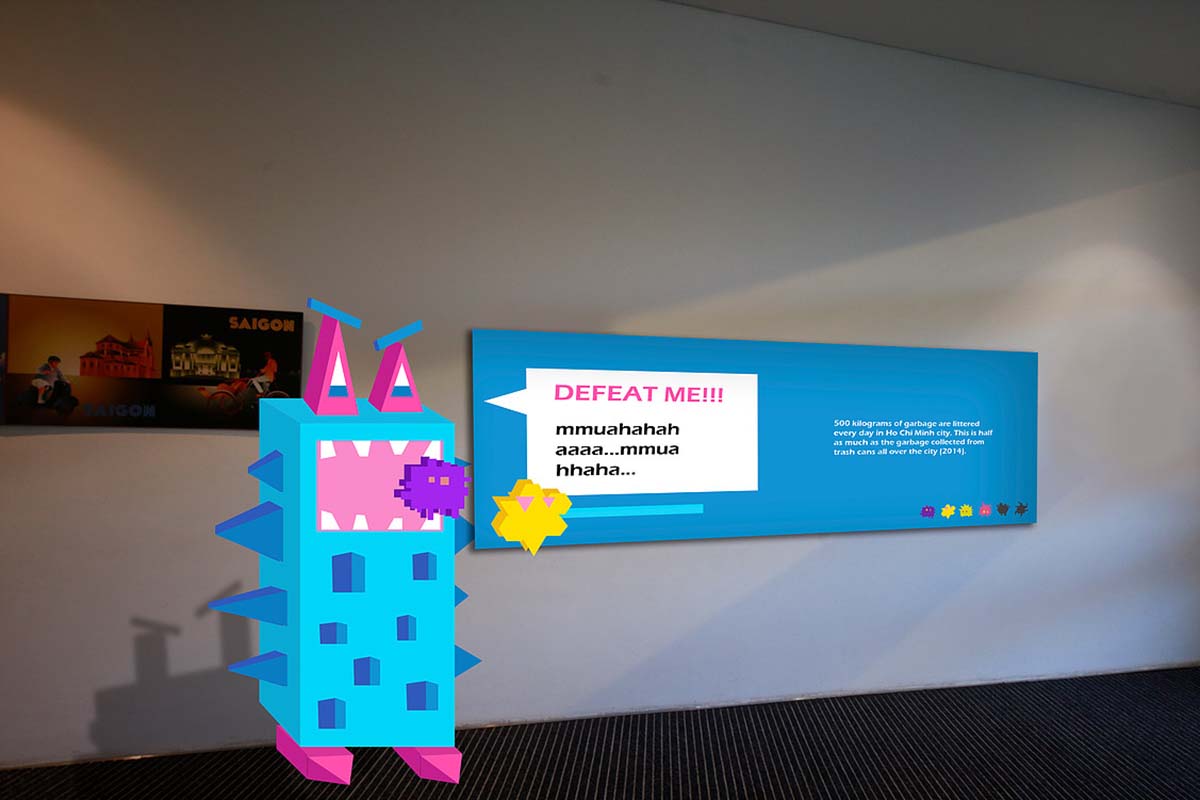 SAIGON
SAIGON
DEFEAT ME!!!
mmuahahah
aaaa...mmua
hhaha...
500 kilograms of garbage are littered
every day in Ho Chi Minh city. This is half
as much as the garbage collected from
trash cans all over the city [2014].